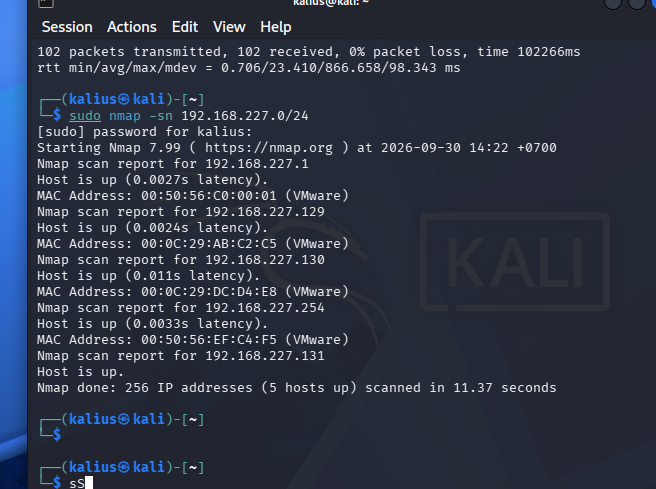 kalius@kali: ~
Session Actions Edit View Help
102 packets transmitted, 102 received, 0% packet loss, time 102266ms
rtt min/avg/max/mdev = 0.706/23.410/866.658/98.343 ms
┌──(kalius㉿kali)-[~]
└─$ sudo nmap -sn 192.168.227.0/24
[sudo] password for kalius:
Starting Nmap 7.99 ( https://nmap.org ) at 2026-09-30 14:22 +0700
Nmap scan report for 192.168.227.1
Host is up (0.0027s latency).
MAC Address: 00:50:56:C0:00:01 (VMware)
Nmap scan report for 192.168.227.129
Host is up (0.0024s latency).
MAC Address: 00:0C:29:AB:C2:C5 (VMware)
Nmap scan report for 192.168.227.130
Host is up (0.011s latency).
MAC Address: 00:0C:29:DC:D4:E8 (VMware)
Nmap scan report for 192.168.227.254
Host is up (0.0033s latency).
MAC Address: 00:50:56:EF:C4:F5 (VMware)
Nmap scan report for 192.168.227.131
Host is up.
Nmap done: 256 IP addresses (5 hosts up) scanned in 11.37 seconds
┌──(kalius㉿kali)-[~]
└─$
┌──(kalius㉿kali)-[~]
└─$ sS
KALI